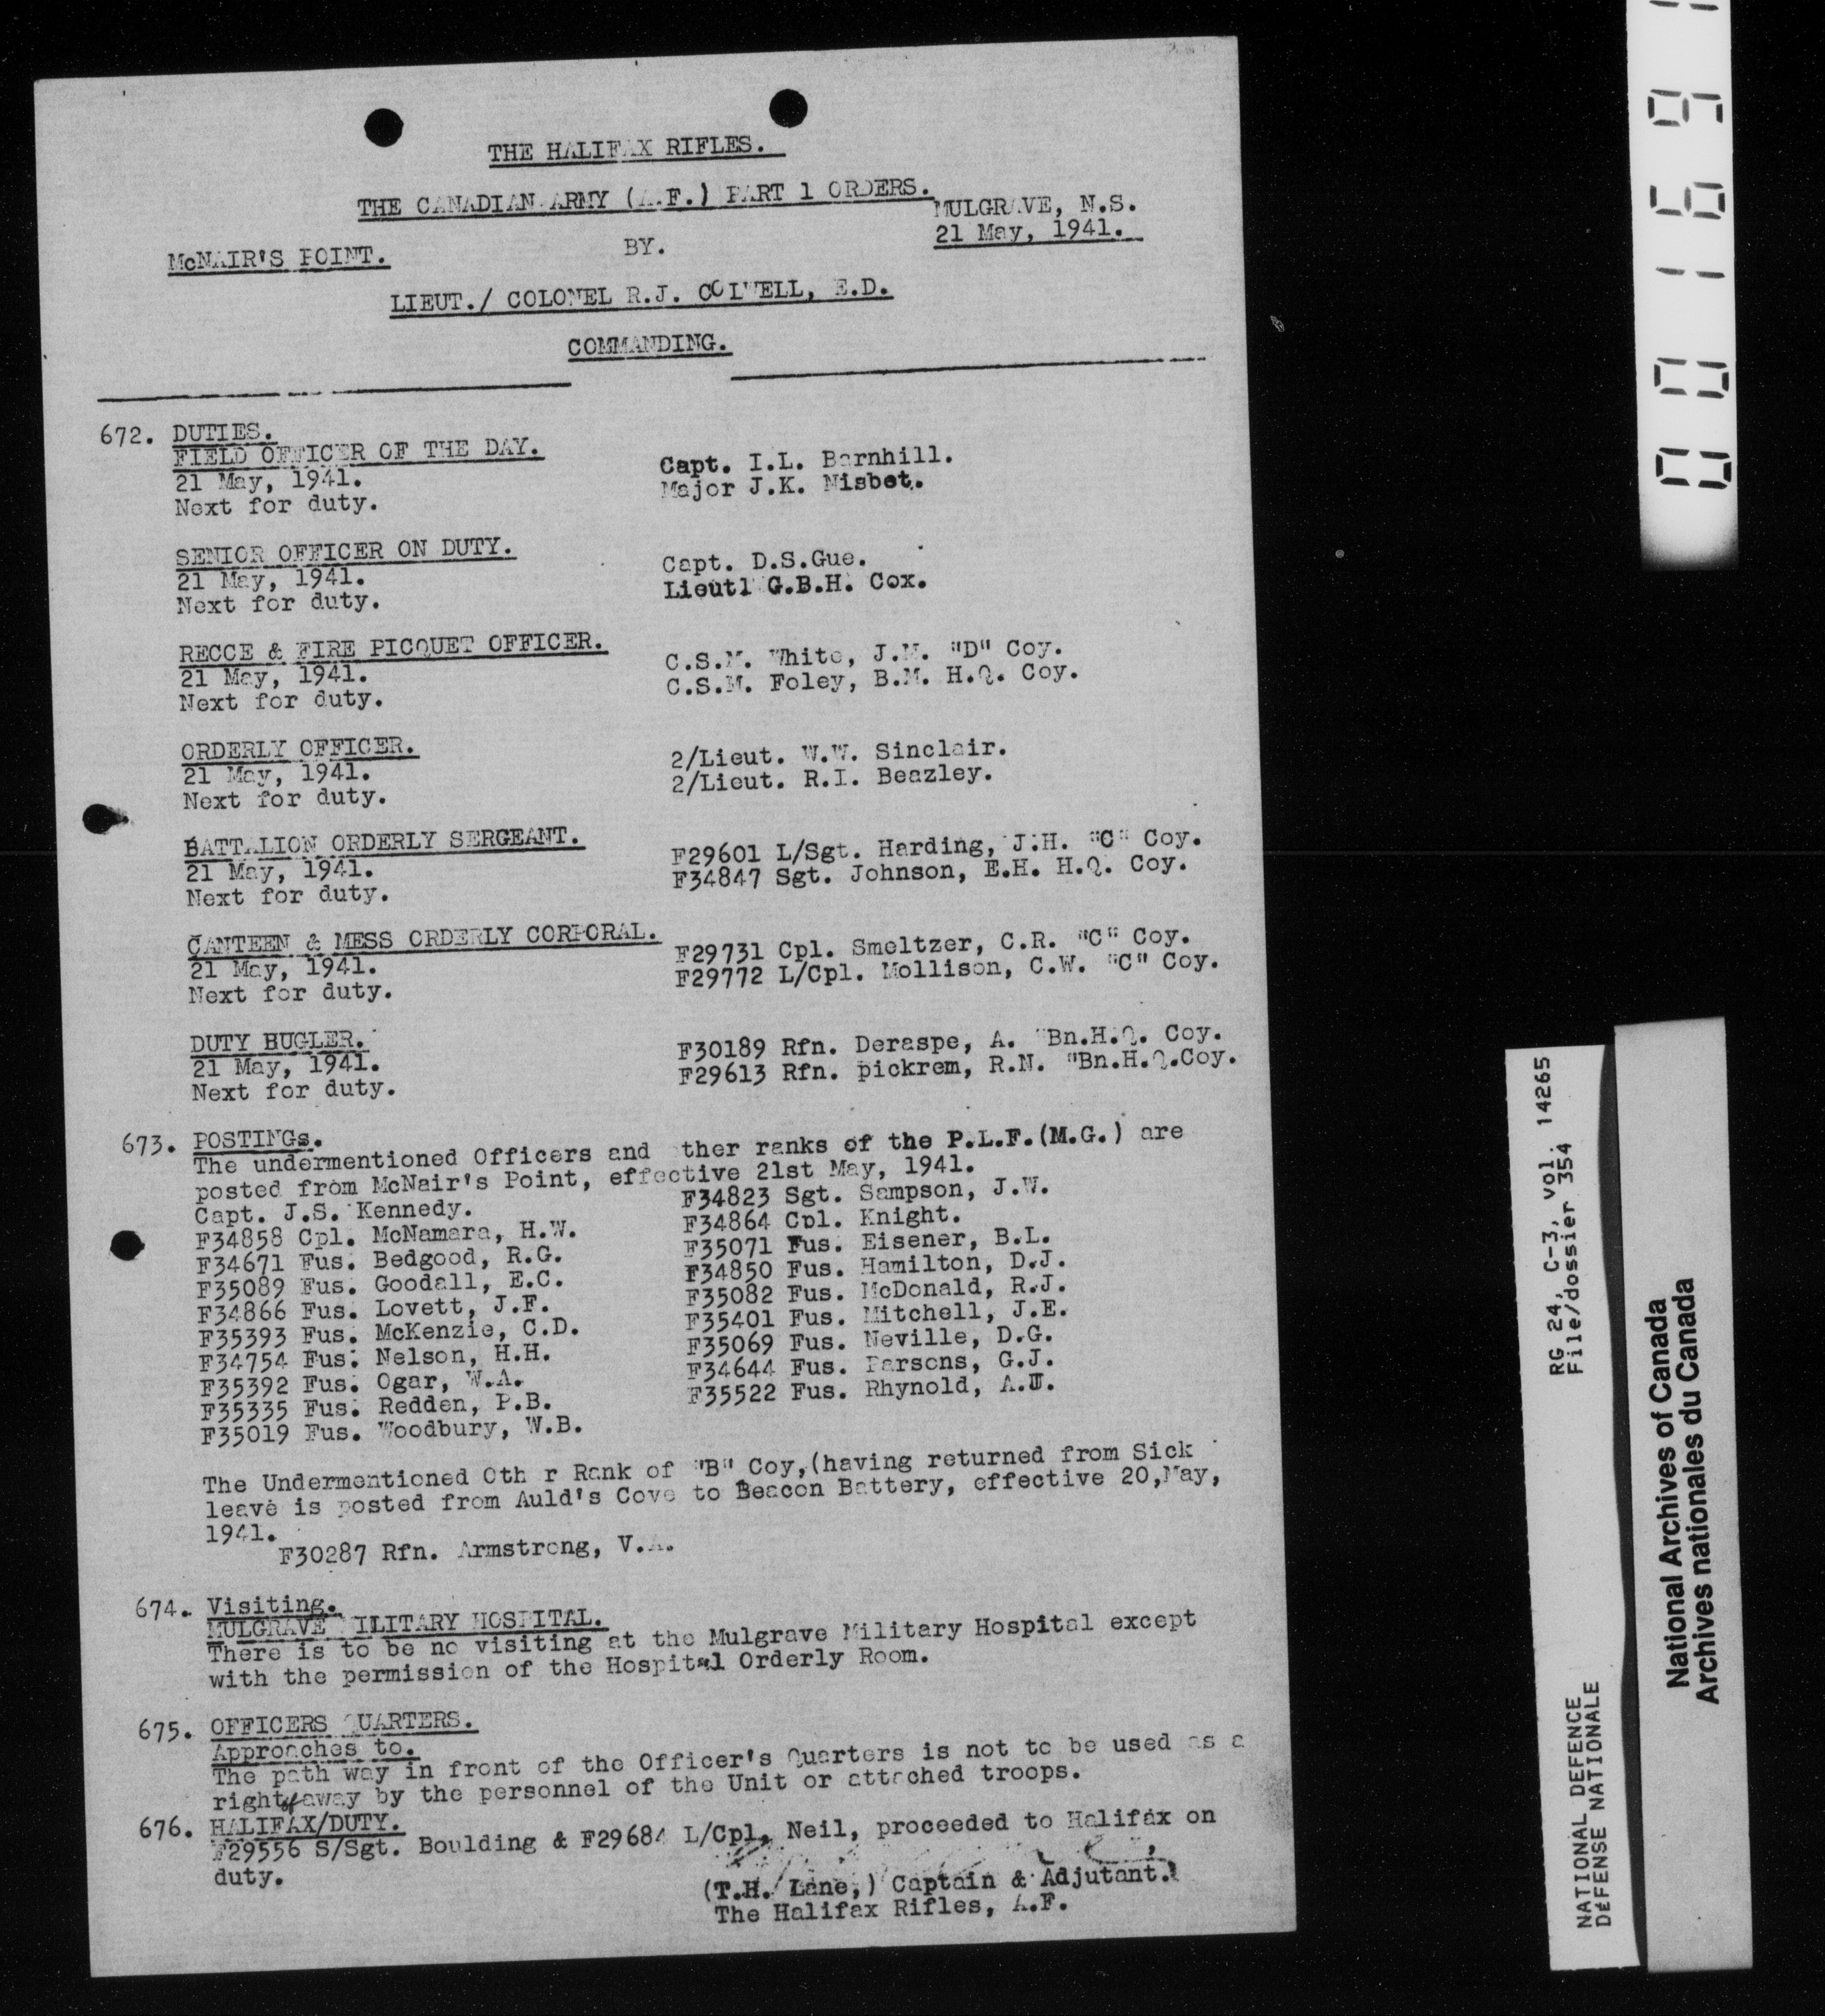 THE HALIFAX RIFLES.
THE CANADIAN ARMY (A.F.) PART 1 ORDERS.
MULGRAVE, N.S.
21 May, 1941.
McNAIR'S POINT.
BY.
LIEUT./ COLONEL R.J. COLWELL, E.D.
COMMANDING.
672. DUTIES.
FIELD OFFICER OF THE DAY.
21 May, 1941. Capt. I.L. Barnhill.
Next for duty. Major J.K. Nisbet.
SENIOR OFFICER ON DUTY.
21 May, 1941. Capt. D.S.Gue.
Next for duty. Lieutl G.B.H. Cox.
RECCE & FIRE PICQUET OFFICER.
21 May, 1941. C.S.M. White, J.M. "D" Coy.
Next for duty. C.S.M. Foley, B.M. H.Q. Coy.
ORDERLY OFFICER.
21 May, 1941. 2/Lieut. W.W. Sinclair.
Next for duty. 2/Lieut. R.I. Beazley.
BATTALION ORDERLY SERGEANT.
21 May, 1941. F29601 L/Sgt. Harding, J.H. "C" Coy.
Next for duty. F34847 Sgt. Johnson, E.H. H.Q. Coy.
CANTEEN & MESS ORDERLY CORPORAL.
21 May, 1941. F29731 Cpl. Smeltzer, C.R. "C" Coy.
Next for duty. F29772 L/Cpl. Mollison, C.W. "C" Coy.
DUTY BUGLER.
21 May, 1941. F30189 Rfn. Deraspe, A. "Bn.H.Q. Coy.
Next for duty. F29613 Rfn. pickrem, R.N. "Bn.H.Q.Coy.
673. POSTINGs.
The undermentioned Officers and ther ranks of the P.L.F.(M.G.) are
posted from McNair's Point, effective 21st May, 1941.
Capt. J.S. Kennedy. F34823 Sgt. Sampson, J.W.
F34858 Cpl. McNamara, H.W. F34864 Cpl. Knight.
F34671 Fus. Bedgood, R.G. F35071 Fus. Eisener, B.L.
F35089 Fus. Goodall, E.C. F34850 Fus. Hamilton, D.J.
F34866 Fus. Lovett, J.F. F35082 Fus. McDonald, R.J.
F35393 Fus. McKenzie, C.D. F35401 Fus. Mitchell, J.E.
F34754 Fus. Nelson, H.H. F35069 Fus. Neville, D.G.
F35392 Fus. Ogar, W.A. F34644 Fus. Parsons, G.J.
F35335 Fus. Redden, P.B. F35522 Fus. Rhynold,
F35019 Fus. Woodbury, W.B.
The Undermentioned Oth r Rank of "B" Coy,(having returned from Sick
leave is posted from Auld's Cove to Beacon Battery, effective 20,May,
1941.
F30287 Rfn. Armstrong, V.A.
674. Visiting.
MULGRAVE MILITARY HOSPITAL.
There is to be no visiting at the Mulgrave Military Hospital except
with the permission of the Hospital Orderly Room.
675. OFFICERS QUARTERS.
Approaches to.
The path way in front of the Officer's Quarters is not to be used as a
right of away by the personnel of the Unit or attached troops.
676. HALIFAX/DUTY.
F29556 S/Sgt. Boulding & F29684 L/Cpl, Neil, proceeded to Halifax on
duty.
(T.H. Lane,) Captain & Adjutant.
The Halifax Rifles, A.F.
00169
RG 24, C-3, vol. 14265
File/dossier 354
NATIONAL DEFENCE
DÉFENSE NATIONALE
National Archives of Canada
Archives nationales du Canada